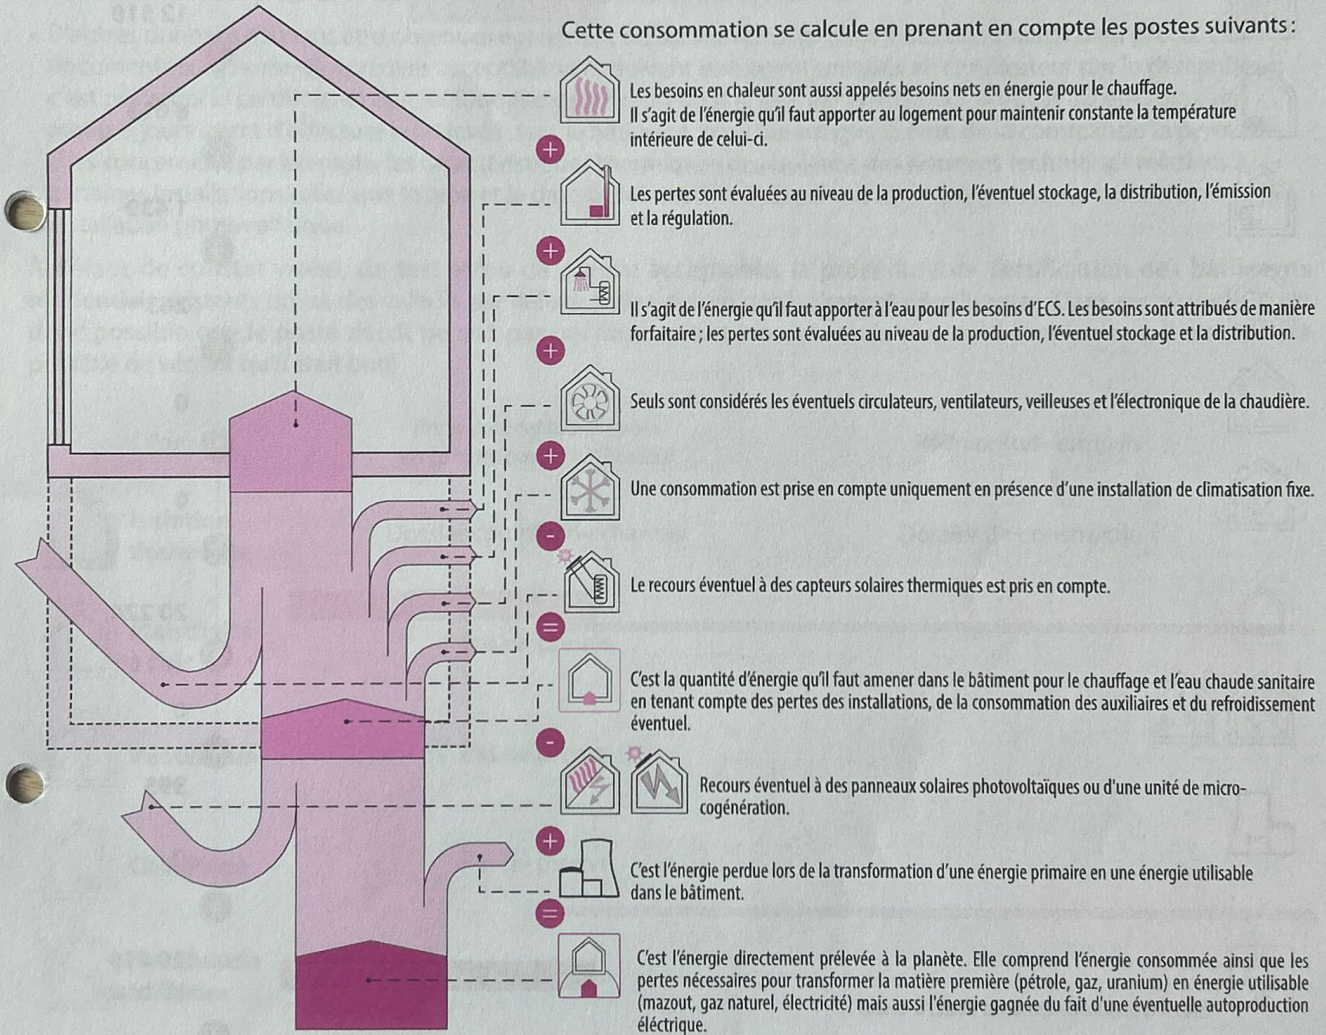 Cette consommation se calcule en prenant en compte les postes suivants :
Les besoins en chaleur sont aussi appelés besoins nets en énergie pour le chauffage.
Il s'agit de l'énergie qu'il faut apporter au logement pour maintenir constante la température
intérieure de celui-ci.
+
Les pertes sont évaluées au niveau de la production, l'éventuel stockage, la distribution, l'émission
et la régulation.
+
Il s'agit de l'énergie qu'il faut apporter à l'eau pour les besoins d'ECS. Les besoins sont attribués de manière
forfaitaire ; les pertes sont évaluées au niveau de la production, l'éventuel stockage et la distribution.
+
Seuls sont considérés les éventuels circulateurs, ventilateurs, veilleuses et l'électronique de la chaudière.
+
Une consommation est prise en compte uniquement en présence d'une installation de climatisation fixe.
-
Le recours éventuel à des capteurs solaires thermiques est pris en compte.
=
C'est la quantité d'énergie qu'il faut amener dans le bâtiment pour le chauffage et l'eau chaude sanitaire
en tenant compte des pertes des installations, de la consommation des auxiliaires et du refroidissement
éventuel.
-
Recours éventuel à des panneaux solaires photovoltaïques ou d'une unité de micro-
cogénération.
+
C'est l'énergie perdue lors de la transformation d'une énergie primaire en une énergie utilisable
dans le bâtiment.
=
C'est l'énergie directement prélevée à la planète. Elle comprend l'énergie consommée ainsi que les
pertes nécessaires pour transformer la matière première (pétrole, gaz, uranium) en énergie utilisable
(mazout, gaz naturel, électricité) mais aussi l'énergie gagnée du fait d'une éventuelle autoproduction
éléctrique.